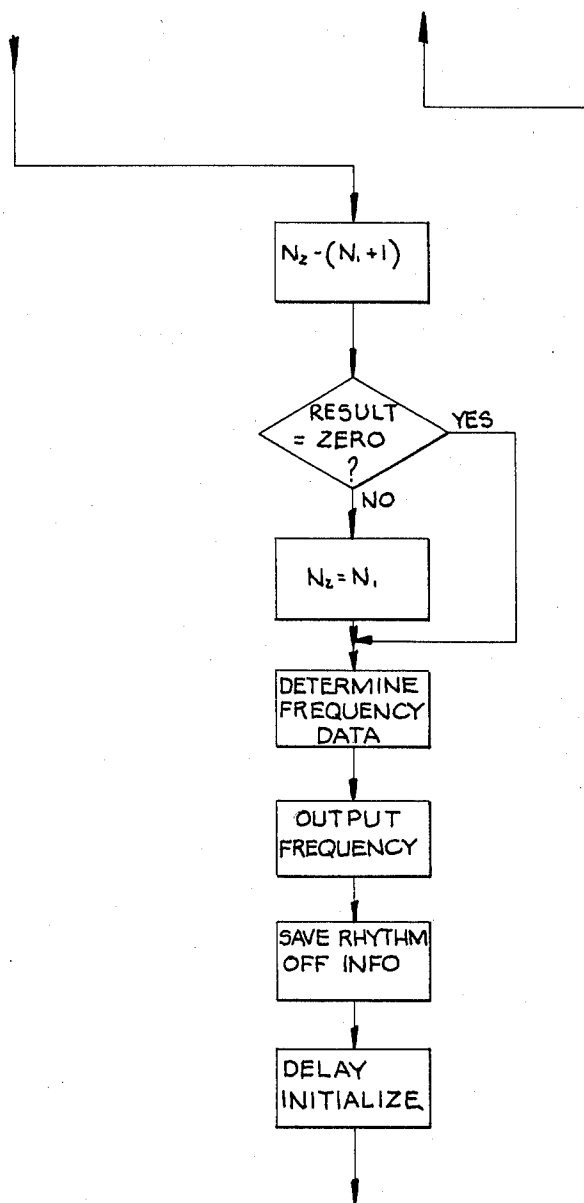 N₂-(N₁+1)
RESULT
= ZERO
?
YES
NO
N₂=N₁
DETERMINE
FREQUENCY
DATA
OUTPUT
FREQUENCY
SAVE RHYTHM
OFF INFO
DELAY
INITIALIZE